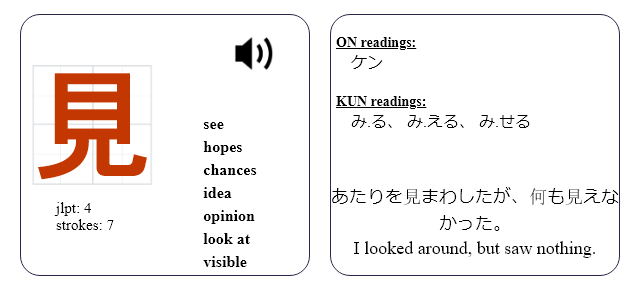 見
jlpt: 4
strokes: 7
see
hopes
chances
idea
opinion
look at
visible
ON readings:
ケン
KUN readings:
み.る、 み.える、 み.せる
あたりを見まわしたが、何も見えな
かった。
I looked around, but saw nothing.